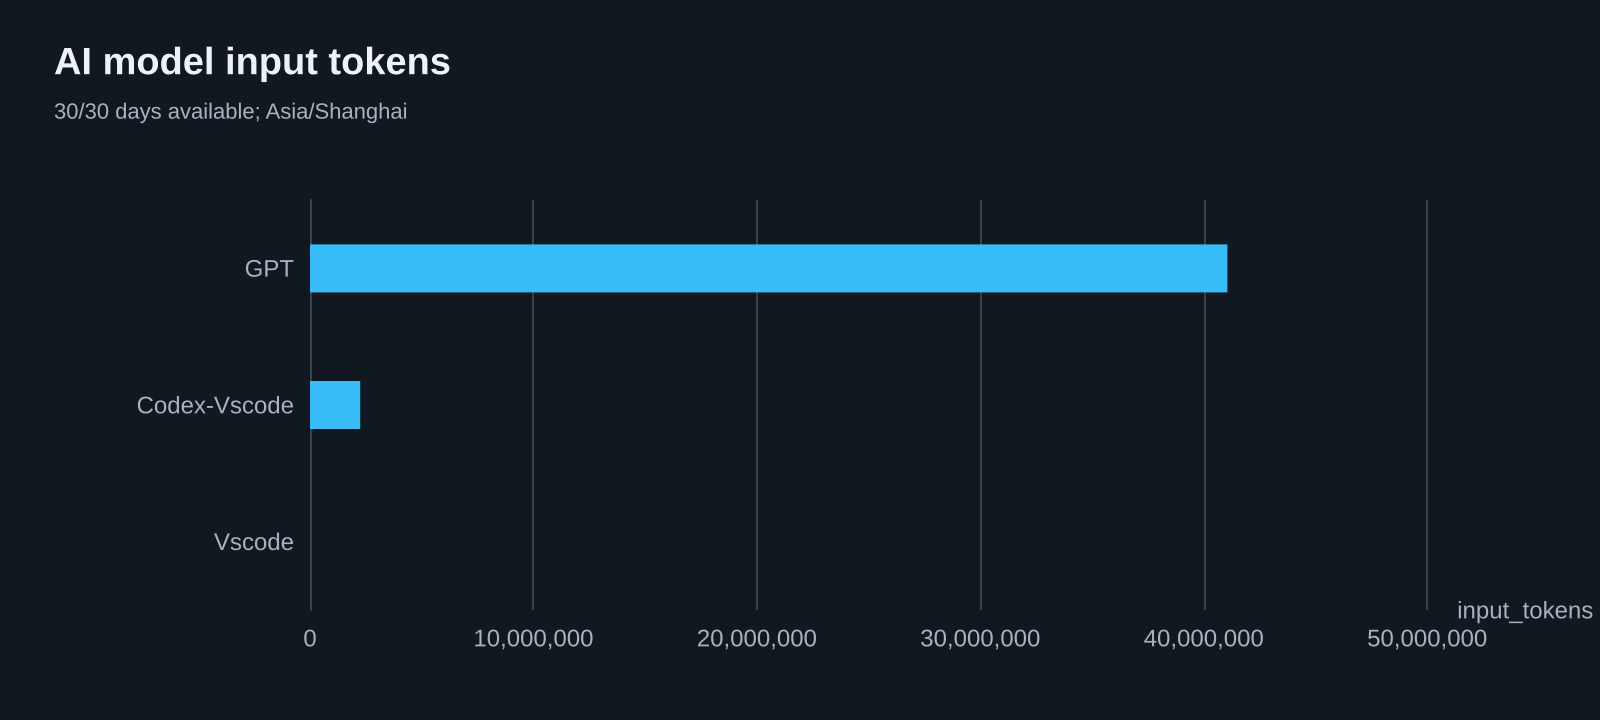 AI model input tokens
30/30 days available; Asia/Shanghai
GPT
Codex-Vscode
Vscode
input_tokens
0 10,000,000 20,000,000 30,000,000 40,000,000 50,000,000